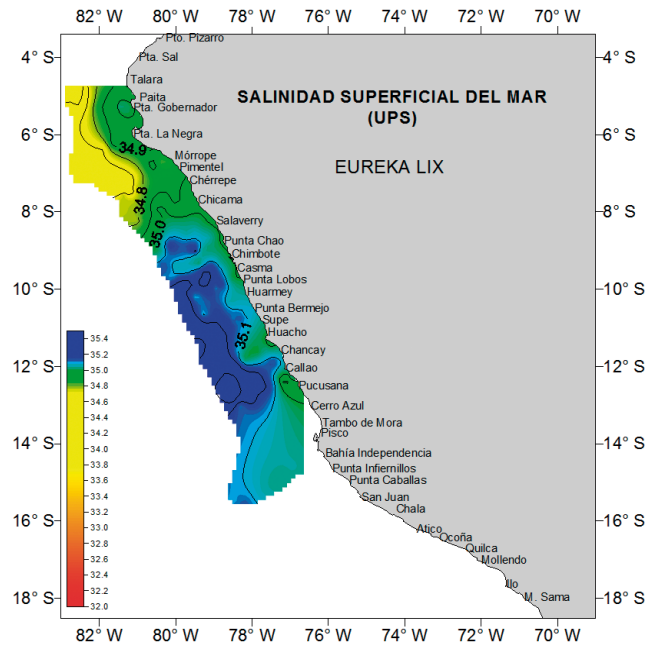 82° W 80° W 78° W 76° W 74° W 72° W 70° W
4° S 4° S
6° S 6° S
8° S 8° S
10° S 10° S
12° S 12° S
14° S 14° S
16° S 16° S
18° S 18° S
SALINIDAD SUPERFICIAL DEL MAR
(UPS)
EUREKA LIX
Pto. Pizarro
Pta. Sal
Talara
Paita
Pta. Gobernador
Pta. La Negra
Mórrope
Pimentel
Chérrepe
Chicama
Salaverry
Punta Chao
Chimbote
Casma
Punta Lobos
Huarmey
Punta Bermejo
Supe
Huacho
Chancay
Callao
Pucusana
Cerro Azul
Tambo de Mora
Pisco
Bahía Independencia
Punta Infiernillos
Punta Caballas
San Juan
Chala
Atico
Ocoña
Quilca
Mollendo
Ilo
M. Sama
34.9
34.8
35.0
35.1
35.4
35.2
35.0
34.8
34.6
34.4
34.2
34.0
33.8
33.6
33.4
33.2
33.0
32.8
32.6
32.4
32.2
32.0
82° W 80° W 78° W 76° W 74° W 72° W 70° W